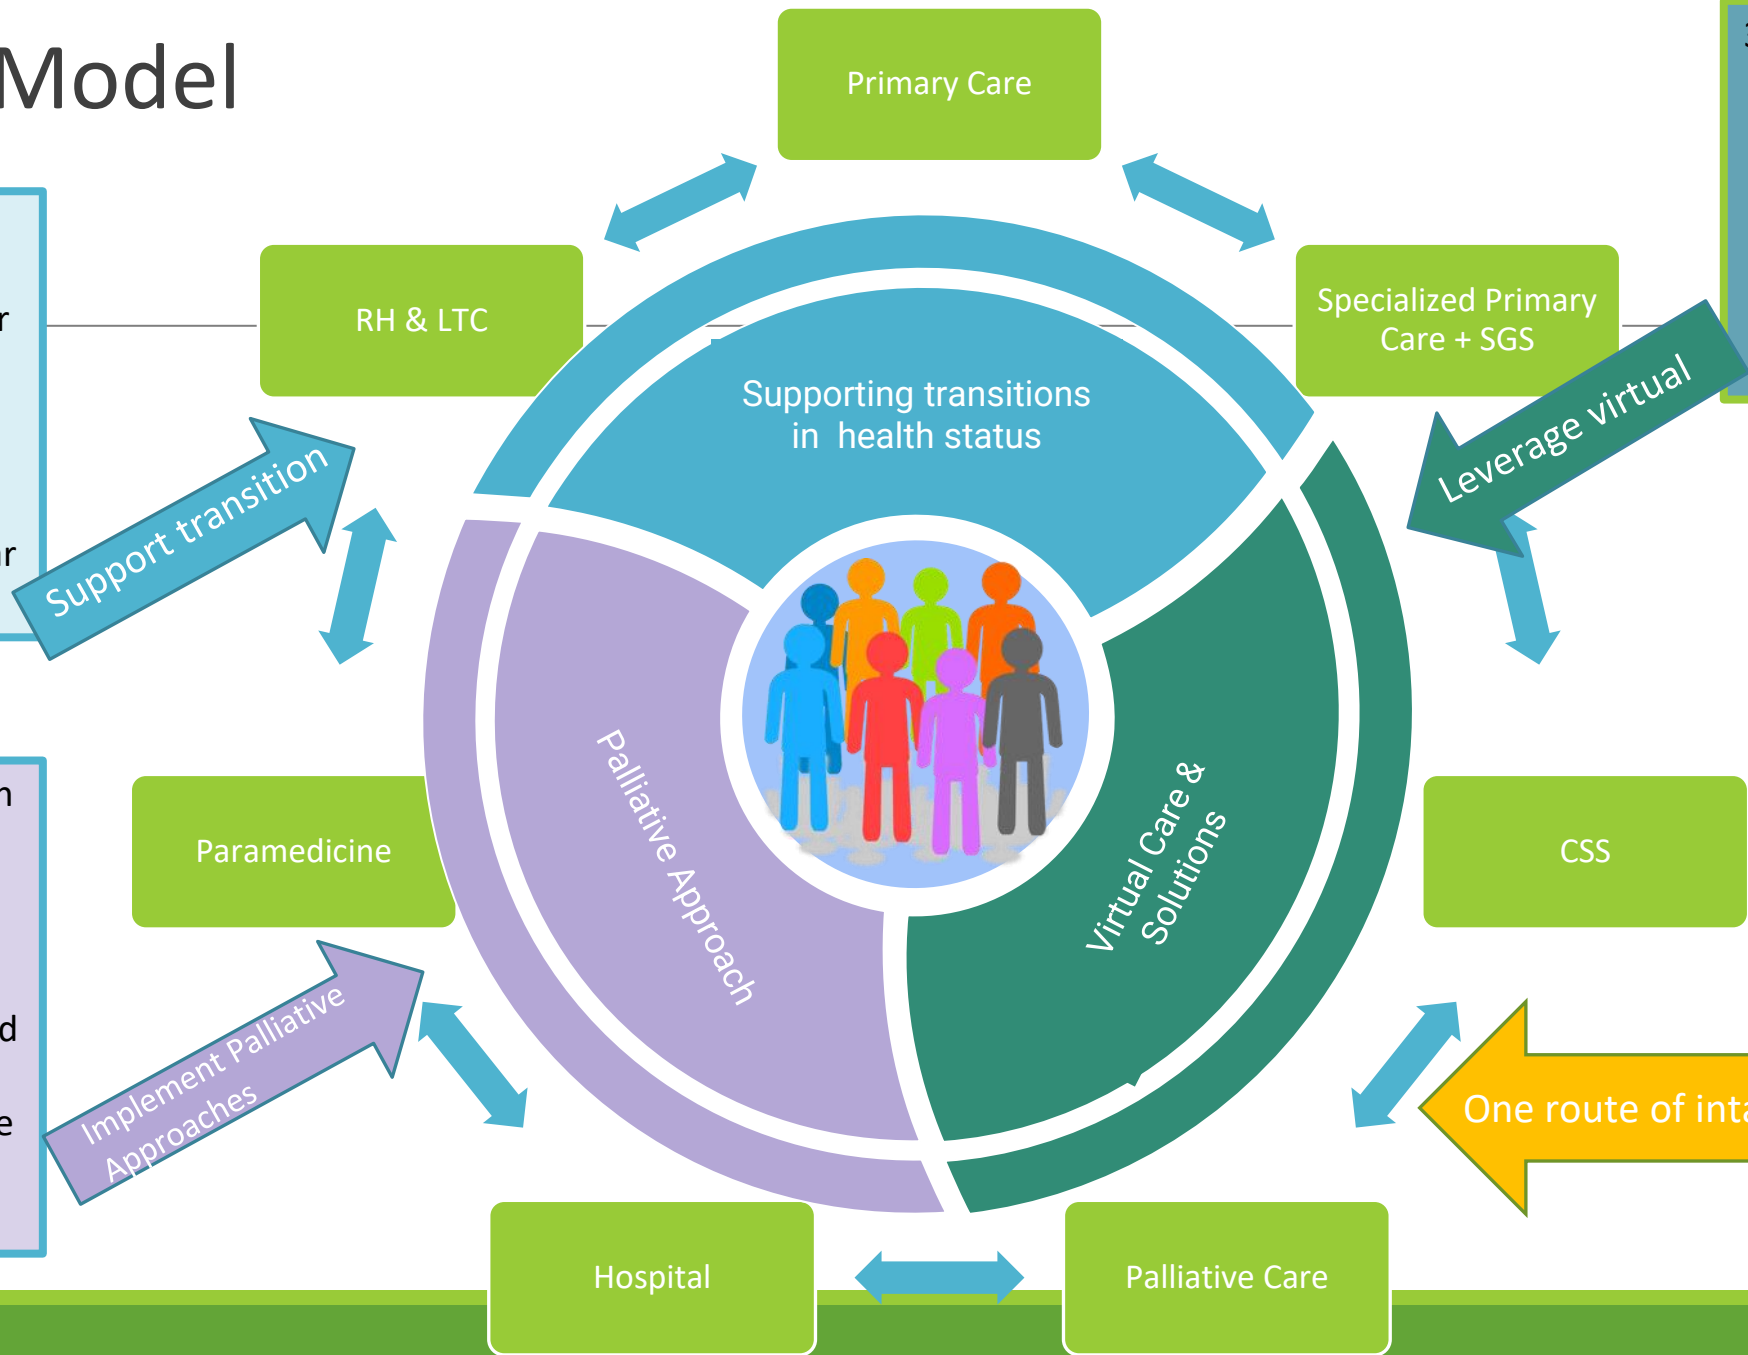 Model
Primary Care
RH & LTC
Specialized Primary
Care + SGS
Leverage virtual
Supporting transitions
in health status
Support transition
Palliative Approach
Virtual Care &
Solutions
Paramedicine
CSS
Implement Palliative
Approaches
One route of
Hospital
Palliative Care